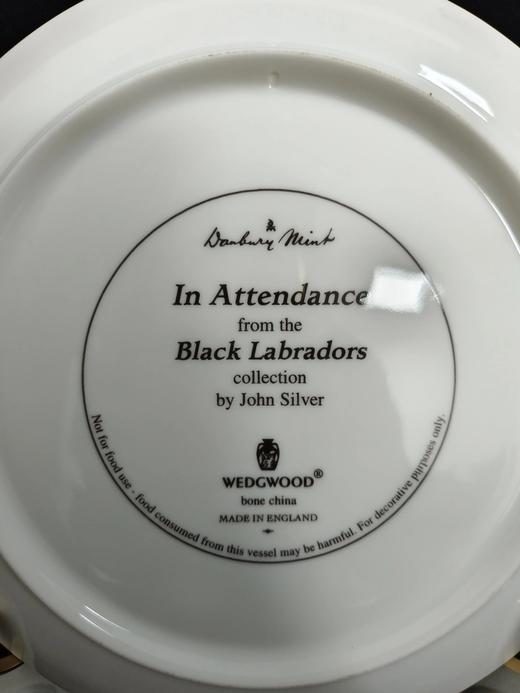 Danbury Mint
In Attendance
from the
Black Labradors
collection
by John Silver
WEDGWOOD®
bone china
MADE IN ENGLAND
Not for food use - food consumed from this vessel may be harmful. For decorative purposes only.